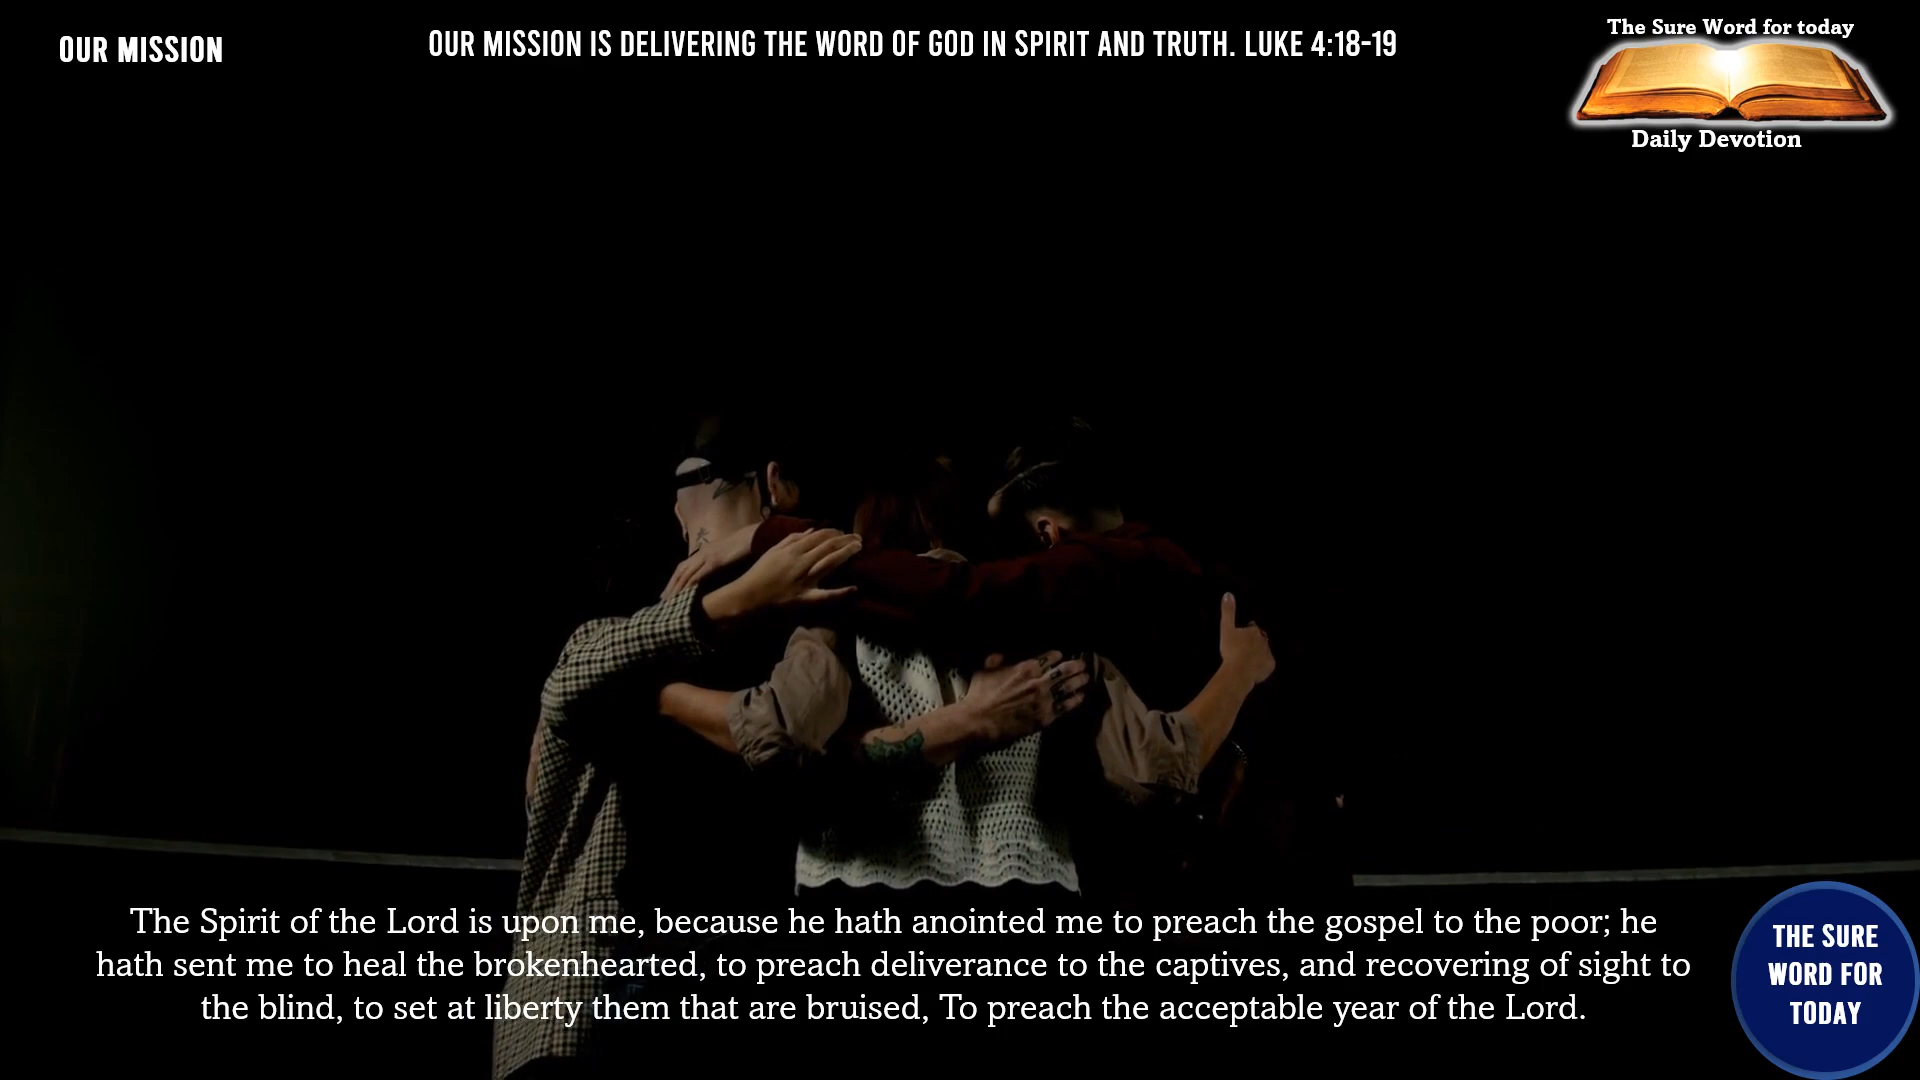 OUR MISSION
OUR MISSION IS DELIVERING THE WORD OF GOD IN SPIRIT AND TRUTH. LUKE 4:18-19
The Sure Word for today
Daily Devotion
The Spirit of the Lord is upon me, because he hath anointed me to preach the gospel to the poor; he
hath sent me to heal the brokenhearted, to preach deliverance to the captives, and recovering of sight to
the blind, to set at liberty them that are bruised, To preach the acceptable year of the Lord.
THE SURE
WORD FOR
TODAY